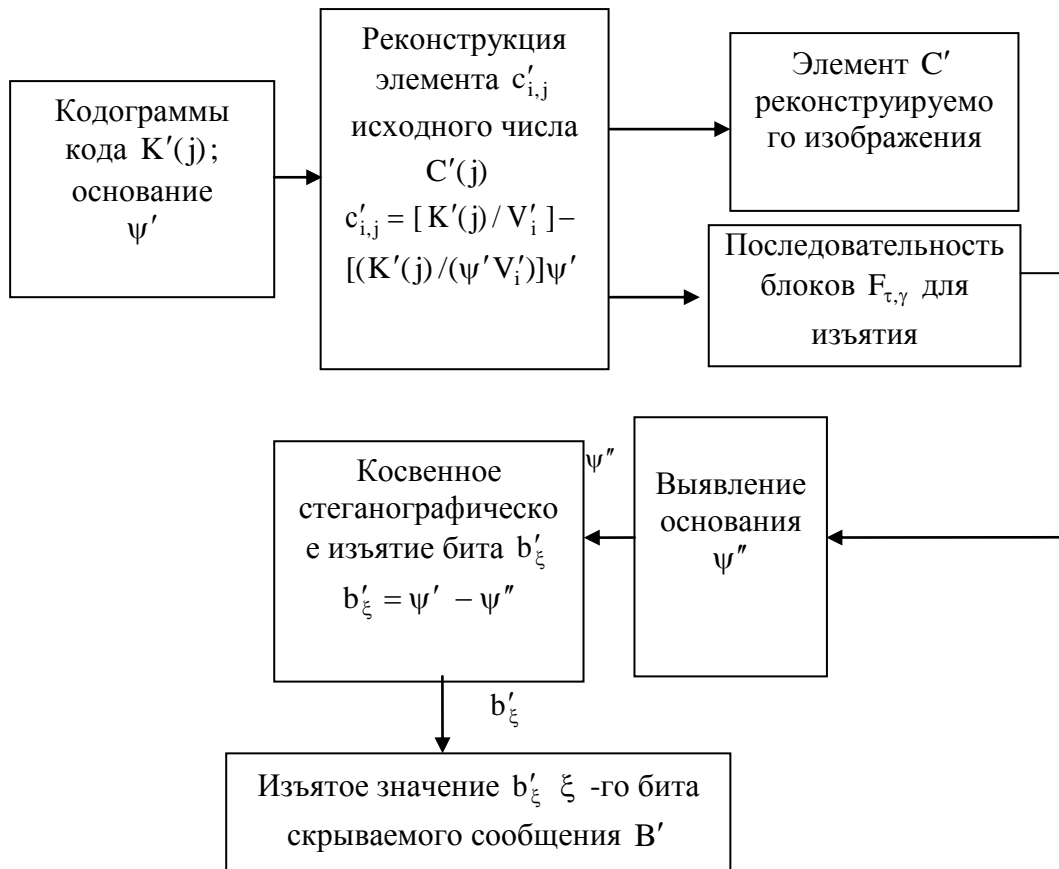 Кодограммы
кода K′(j);
основание
ψ′
Реконструкция
элемента c′i,j
исходного числа
C′(j)
c′i,j = [ K′(j) / V′i ] −
[(K′(j) /(ψ′V′i)]ψ′
Элемент C′
реконструируемо
го изображения
Последовательность
блоков Fτ,γ для
изъятия
Косвенное
стеганографическо
е изъятие бита b′ξ
b′ξ = ψ′ − ψ″
ψ″
Выявление
основания
ψ″
b′ξ
Изъятое значение b′ξ ξ -го бита
скрываемого сообщения B′